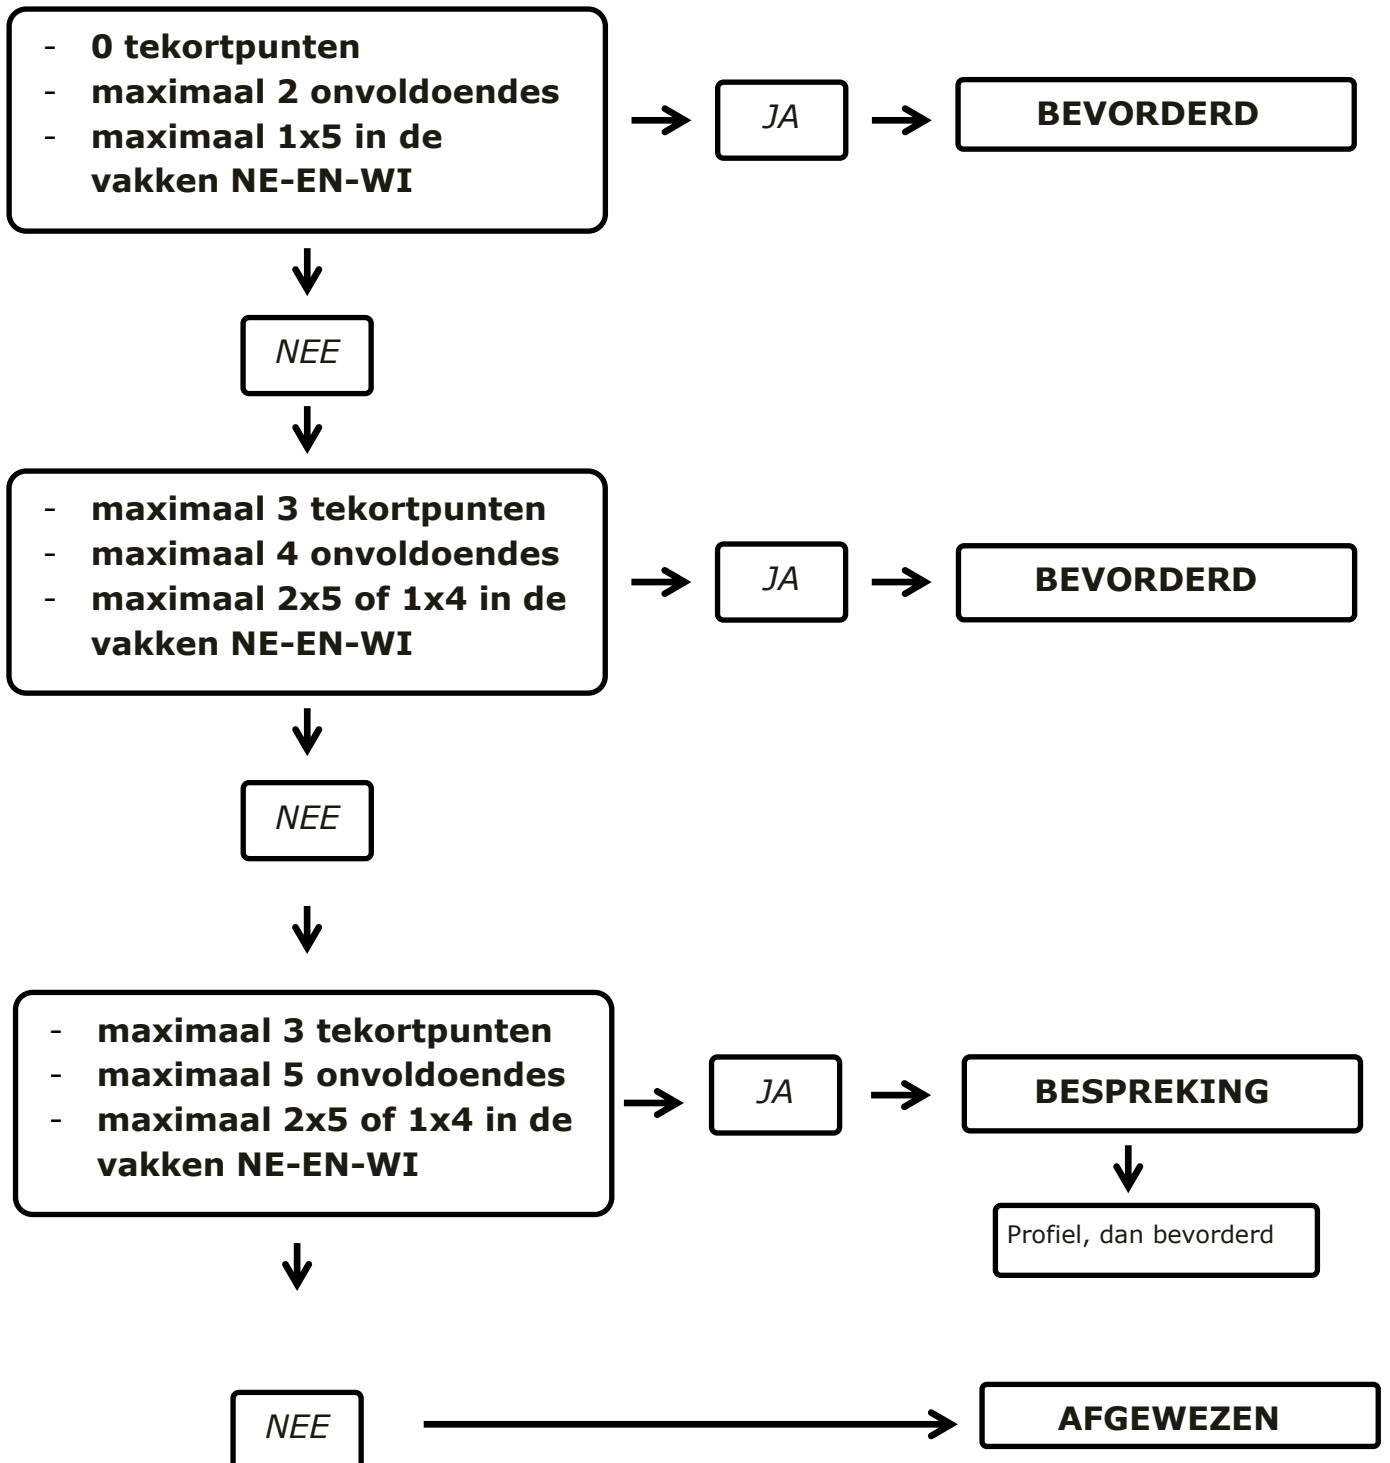 - 0 tekortpunten
- maximaal 2 onvoldoendes
- maximaal 1x5 in de
vakken NE-EN-WI
JA
BEVORDERD
NEE
- maximaal 3 tekortpunten
- maximaal 4 onvoldoendes
- maximaal 2x5 of 1x4 in de
vakken NE-EN-WI
JA
BEVORDERD
NEE
- maximaal 3 tekortpunten
- maximaal 5 onvoldoendes
- maximaal 2x5 of 1x4 in de
vakken NE-EN-WI
JA
BESPREKING
Profiel, dan bevorderd
NEE
AFGEWEZEN